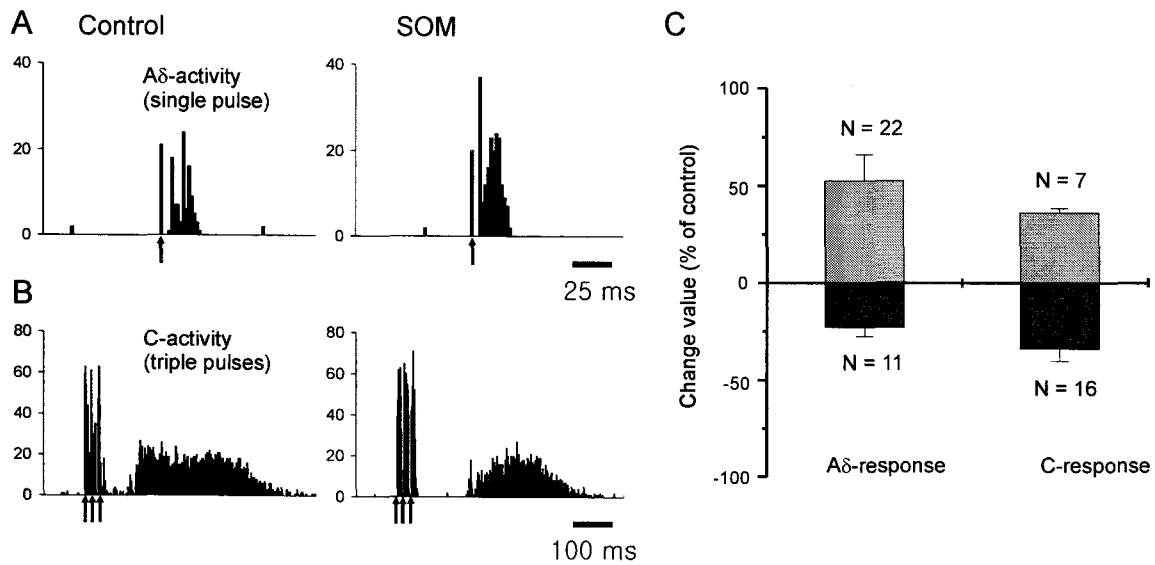 A
Control
SOM
40
20
0
Aδ-activity
(single pulse)
40
20
0
25 ms
B
80
60
40
20
0
C-activity
(triple pulses)
80
60
40
20
0
100 ms
C
Change value (% of control)
100
50
0
-50
-100
N = 22
N = 11
N = 7
N = 16
Aδ-response
C-response